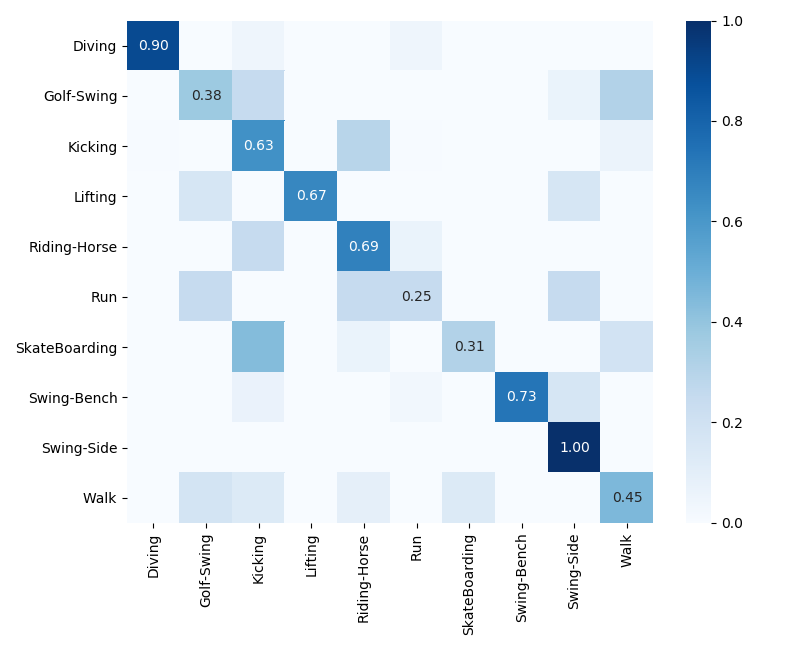 Diving
Golf-Swing
Kicking
Lifting
Riding-Horse
Run
SkateBoarding
Swing-Bench
Swing-Side
Walk
0.90
0.38
0.63
0.67
0.69
0.25
0.31
0.73
1.00
0.45
Diving
Golf-Swing
Kicking
Lifting
Riding-Horse
Run
SkateBoarding
Swing-Bench
Swing-Side
Walk
1.0
0.8
0.6
0.4
0.2
0.0